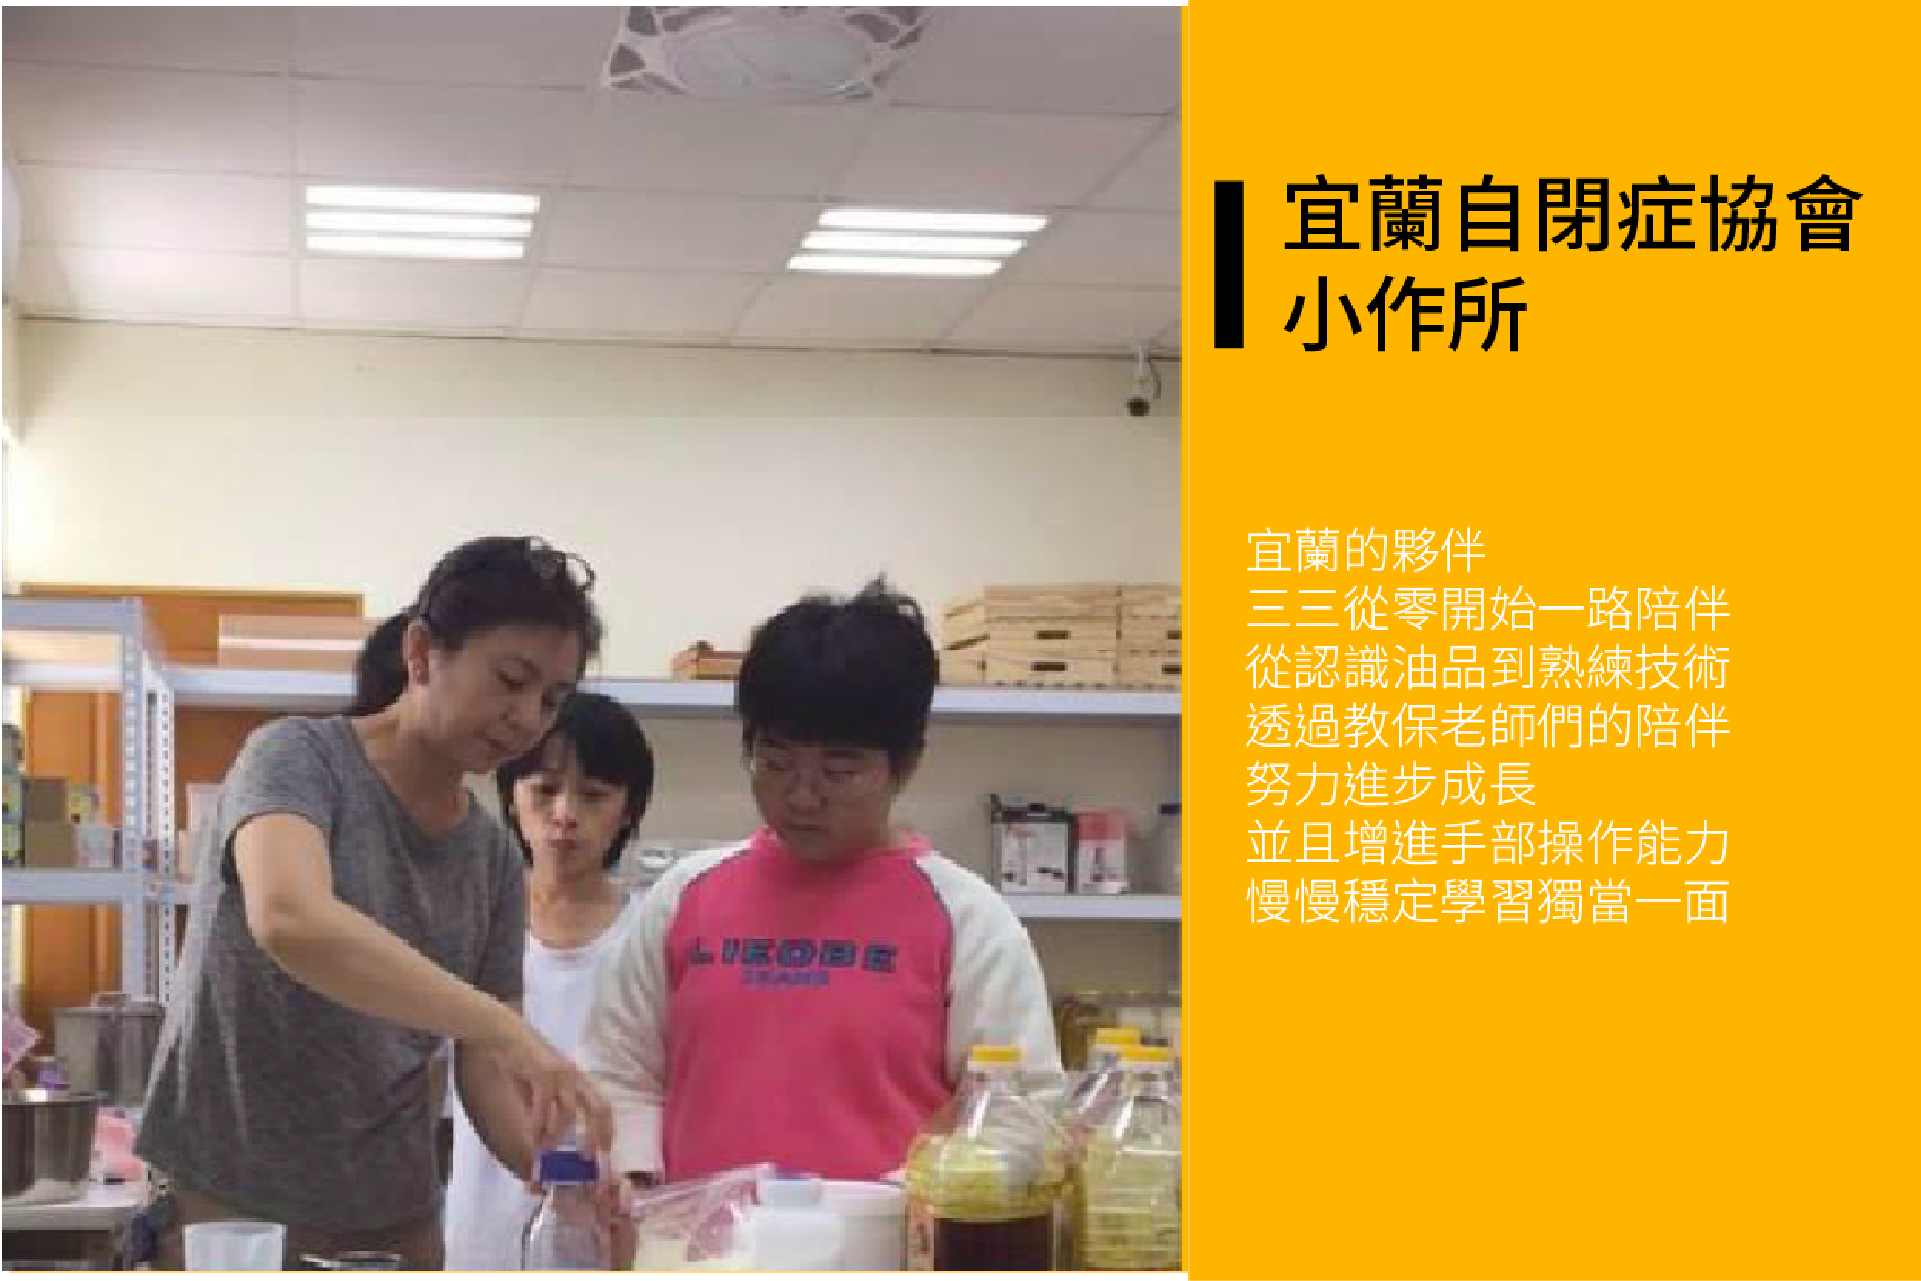 宜蘭自閉症協會
小作所
宜蘭的夥伴
三三從零開始一路陪伴
從認識油品到熟練技術
透過教保老師們的陪伴
努力進步成長
並且增進手部操作能力
慢慢穩定學習獨當一面